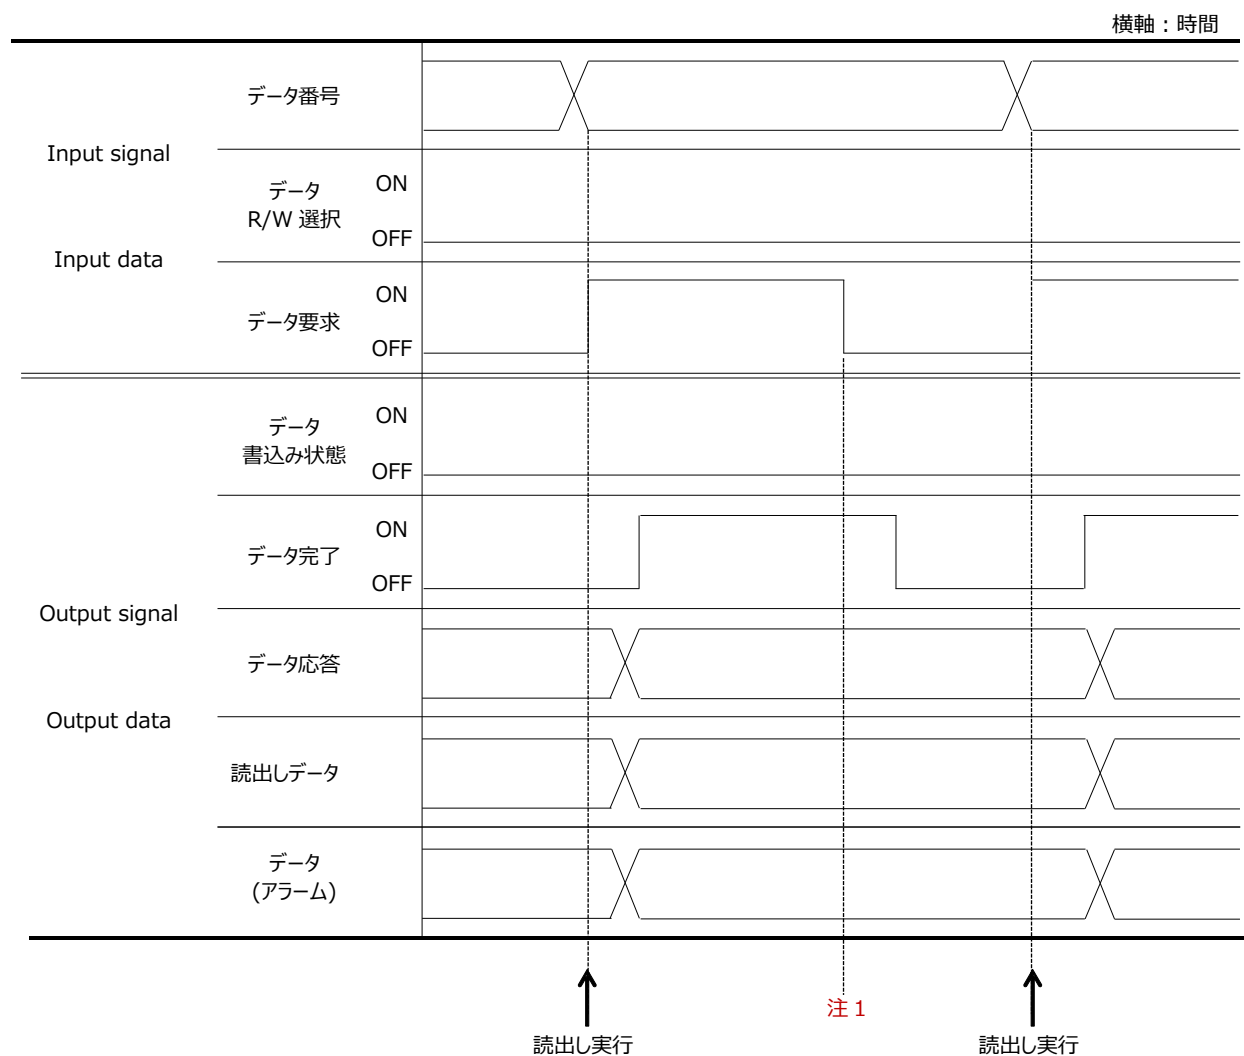 横軸：時間
Input signal
Input data
データ番号
データ
R/W 選択
ON
OFF
データ要求
ON
OFF
Output signal
Output data
データ
書込み状態
ON
OFF
データ完了
ON
OFF
データ応答
読出しデータ
データ
(アラーム)
注 1
読出し実行
読出し実行